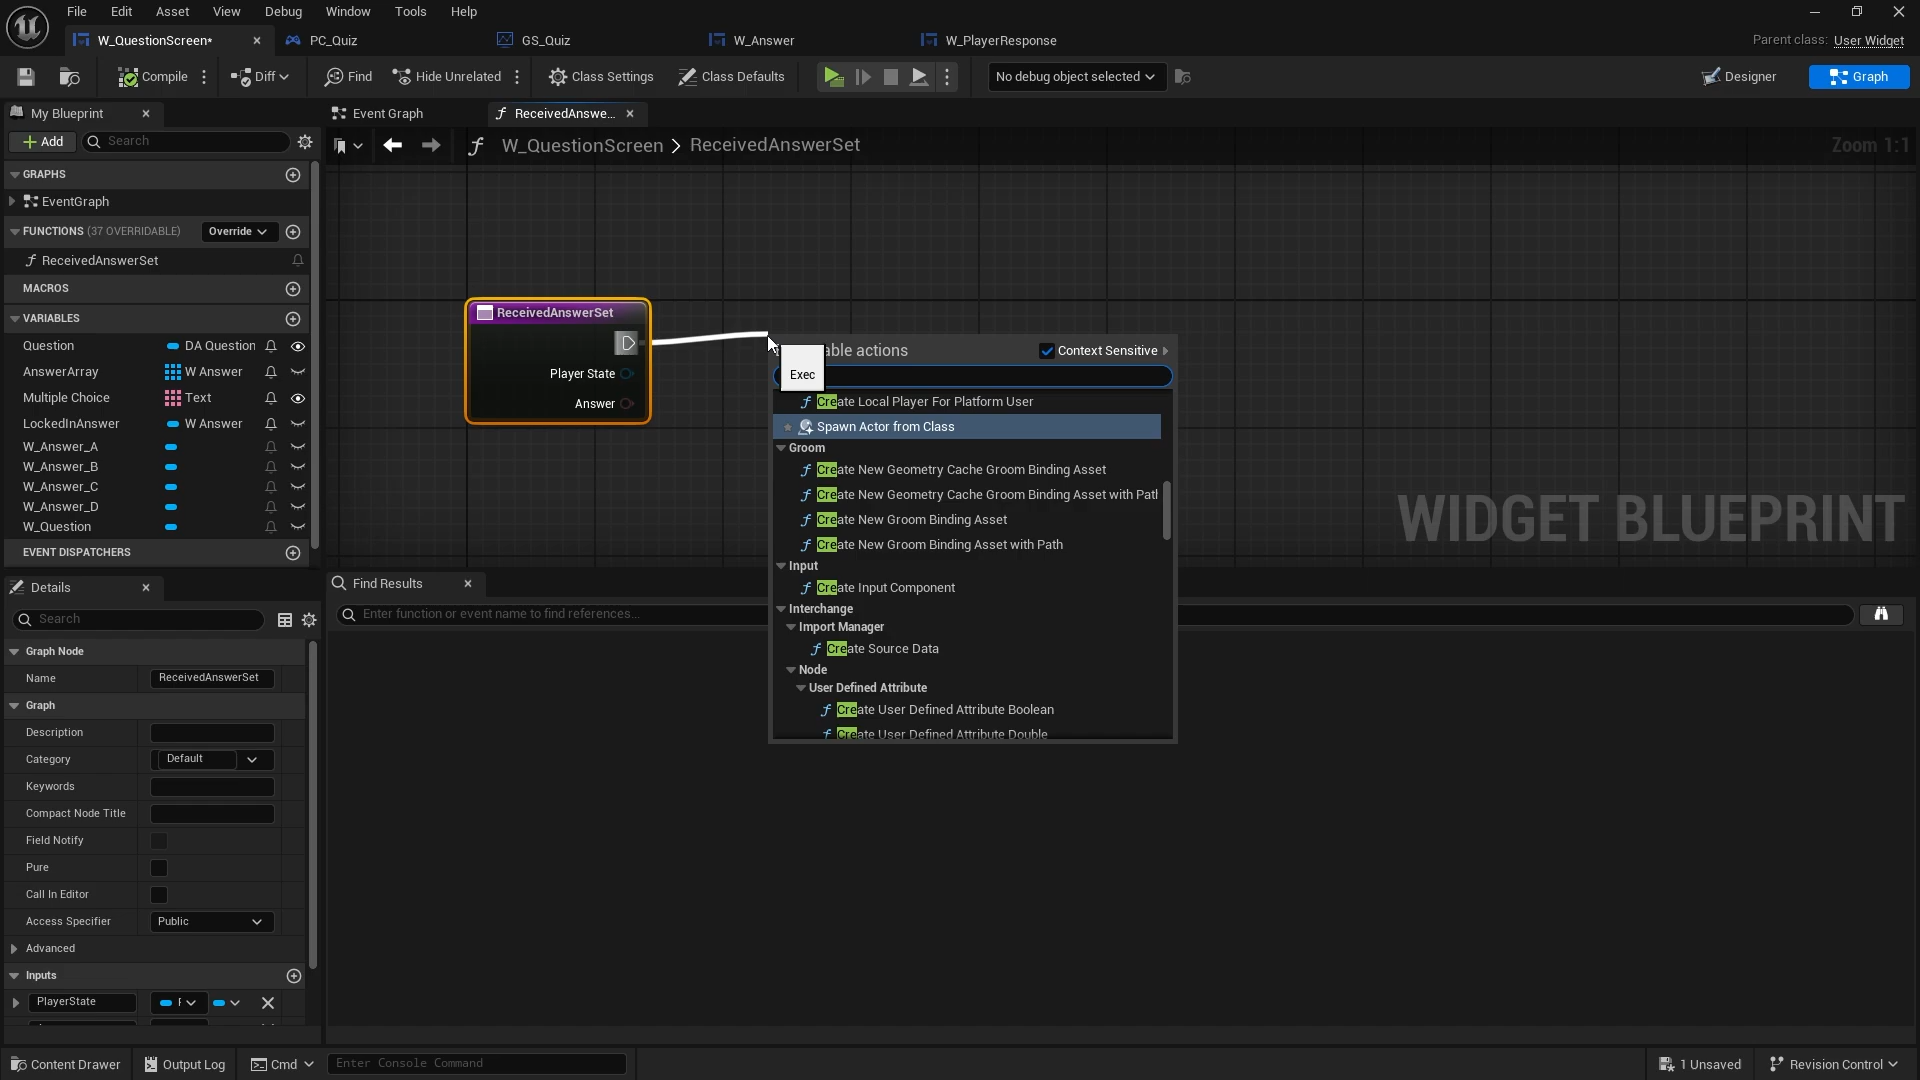 File Edit Asset View Debug Window Tools Help
W_QuestionScreen* PC_Quiz GS_Quiz W_Answer W_PlayerResponse Parent class: User Widget
Compile Diff Find Hide Unrelated Class Settings Class Defaults No debug object selected Designer Graph
My Blueprint Event Graph ReceivedAnswe...
Add Search W_QuestionScreen > ReceivedAnswerSet Zoom 1:1
GRAPHS
EventGraph
FUNCTIONS (37 OVERRIDABLE) Override
ReceivedAnswerSet
MACROS
VARIABLES
Question DA Question
AnswerArray W Answer
Multiple Choice Text
LockedInAnswer W Answer
W_Answer_A
W_Answer_B
W_Answer_C
W_Answer_D
W_Question
EVENT DISPATCHERS
ReceivedAnswerSet
Player State
Answer
able actions Context Sensitive
Exec
Create Local Player For Platform User
Spawn Actor from Class
Groom
Create New Geometry Cache Groom Binding Asset
Create New Geometry Cache Groom Binding Asset with Path
Create New Groom Binding Asset
Create New Groom Binding Asset with Path
Input
Create Input Component
Interchange
Import Manager
Create Source Data
Node
User Defined Attribute
Create User Defined Attribute Boolean
Create User Defined Attribute Double
WIDGET BLUEPRINT
Details
Search
Graph Node
Name ReceivedAnswerSet
Graph
Description
Category Default
Keywords
Compact Node Title
Field Notify
Pure
Call In Editor
Access Specifier Public
Advanced
Inputs
PlayerState
Find Results
Enter function or event name to find references...
Content Drawer Output Log Cmd Enter Console Command 1 Unsaved Revision Control